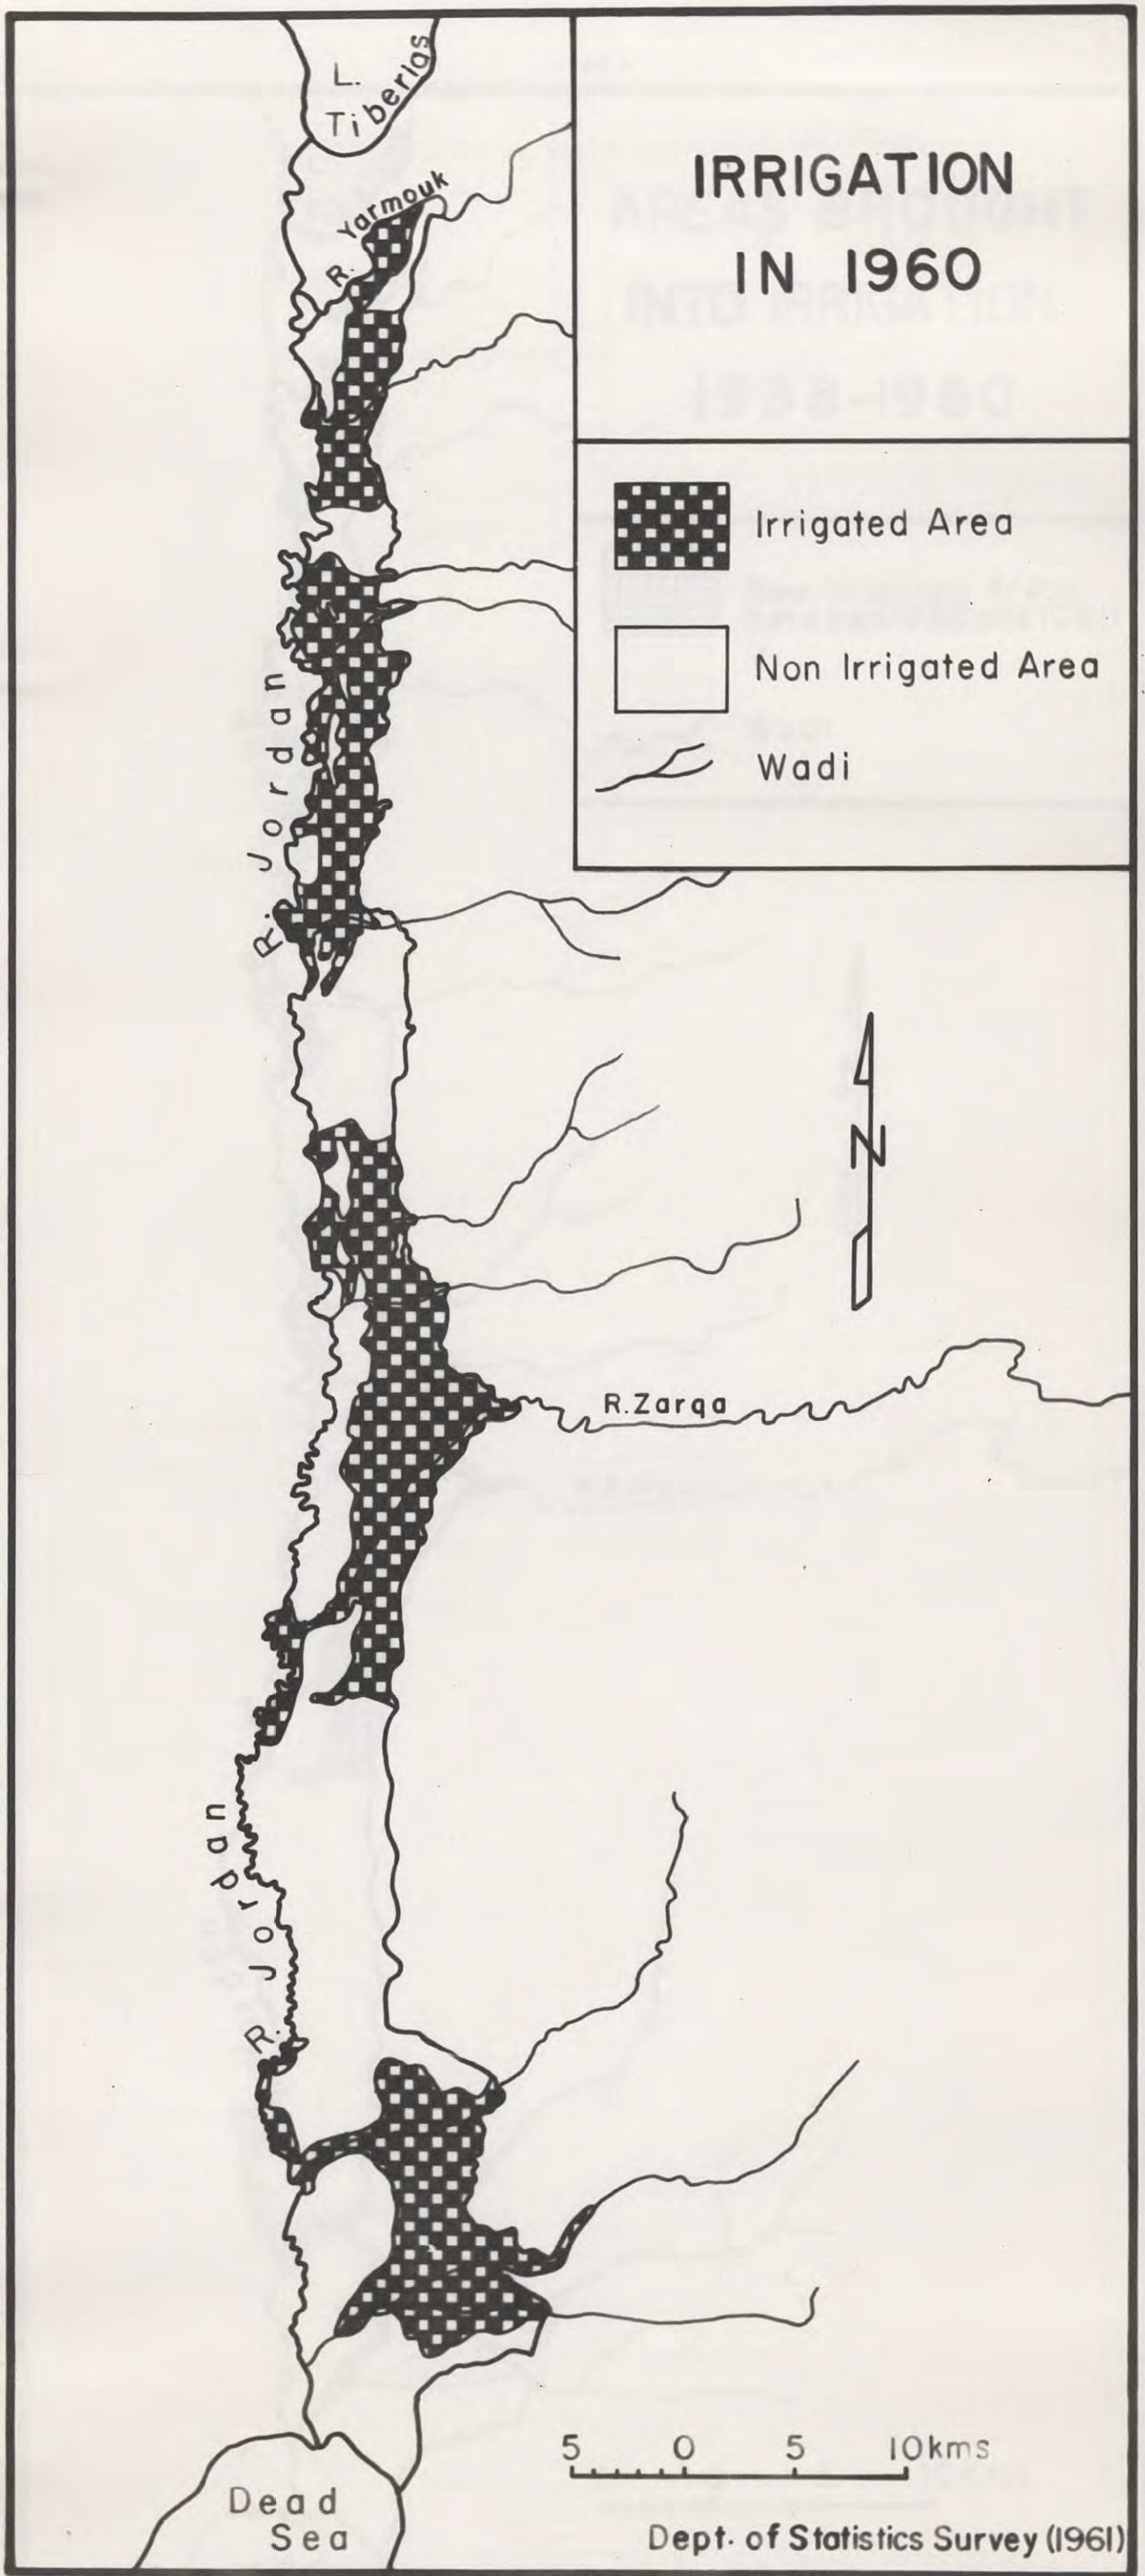 L.
Tiberias
IRRIGATION
IN 1960
R. Yarmouk
Irrigated Area
Non Irrigated Area
Wadi
R. Jordan
N
R. Zarqa
R. Jordan
5 0 5 10kms
Dead
Sea
Dept. of Statistics Survey (1961)